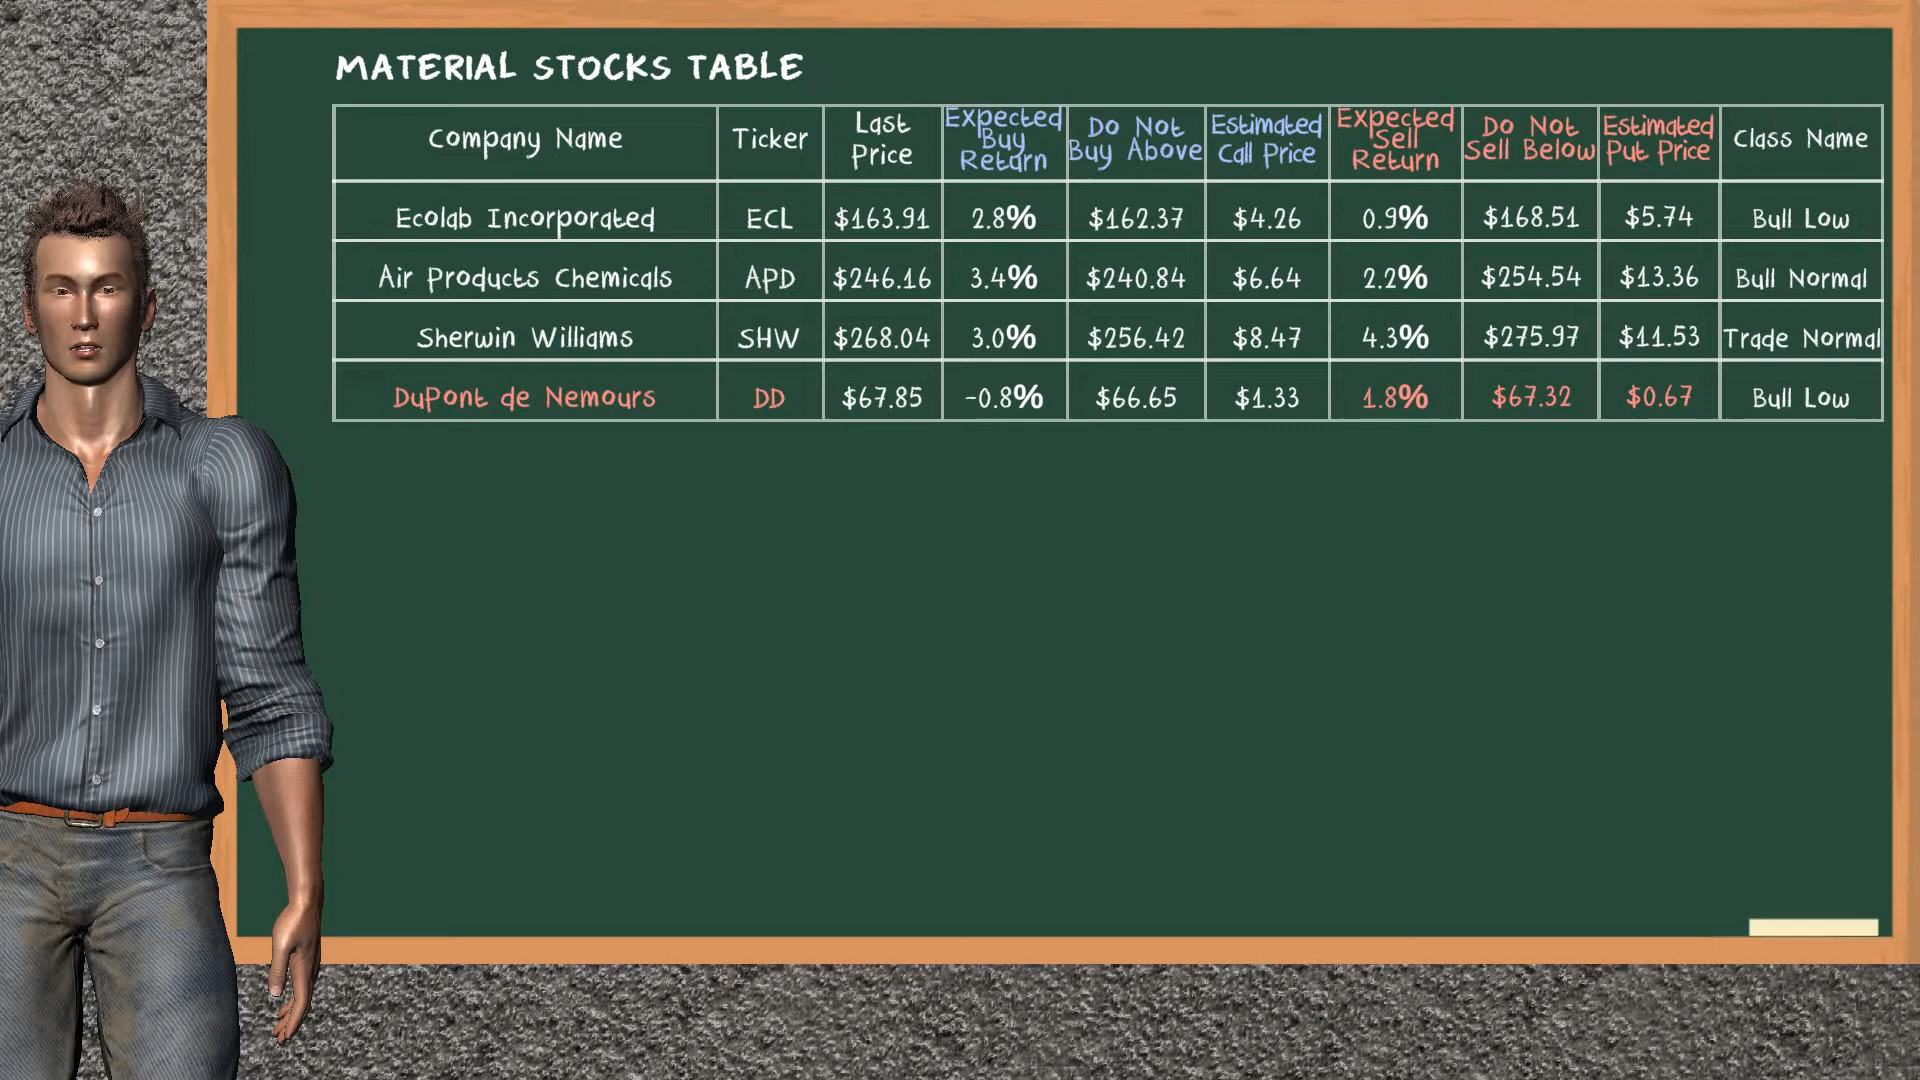 MATERIAL STOCKS TABLE
Company Name Ticker Last Price Expected Buy Return Do Not Buy Above Estimated Call Price Expected Sell Return Do Not Sell Below Estimated Put Price Class Name
Ecolab Incorporated ECL $163.91 2.8% $162.37 $4.26 0.9% $168.51 $5.74 Bull Low
Air Products Chemicals APD $246.16 3.4% $240.84 $6.64 2.2% $254.54 $13.36 Bull Normal
Sherwin Williams SHW $268.04 3.0% $256.42 $8.47 4.3% $275.97 $11.53 Trade Normal
DuPont de Nemours DD $67.85 -0.8% $66.65 $1.33 1.8% $67.32 $0.67 Bull Low